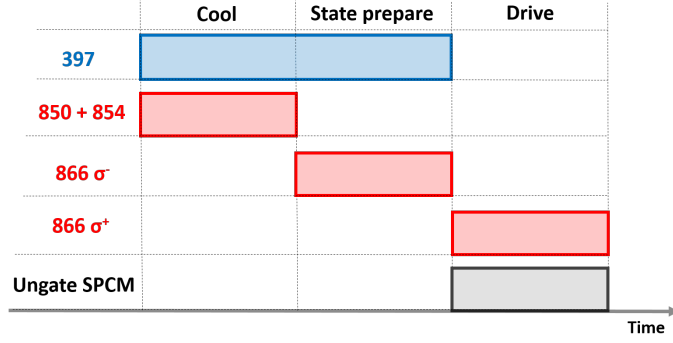 Cool State prepare Drive
397
850 + 854
866 σ⁻
866 σ⁺
Ungate SPCM
Time